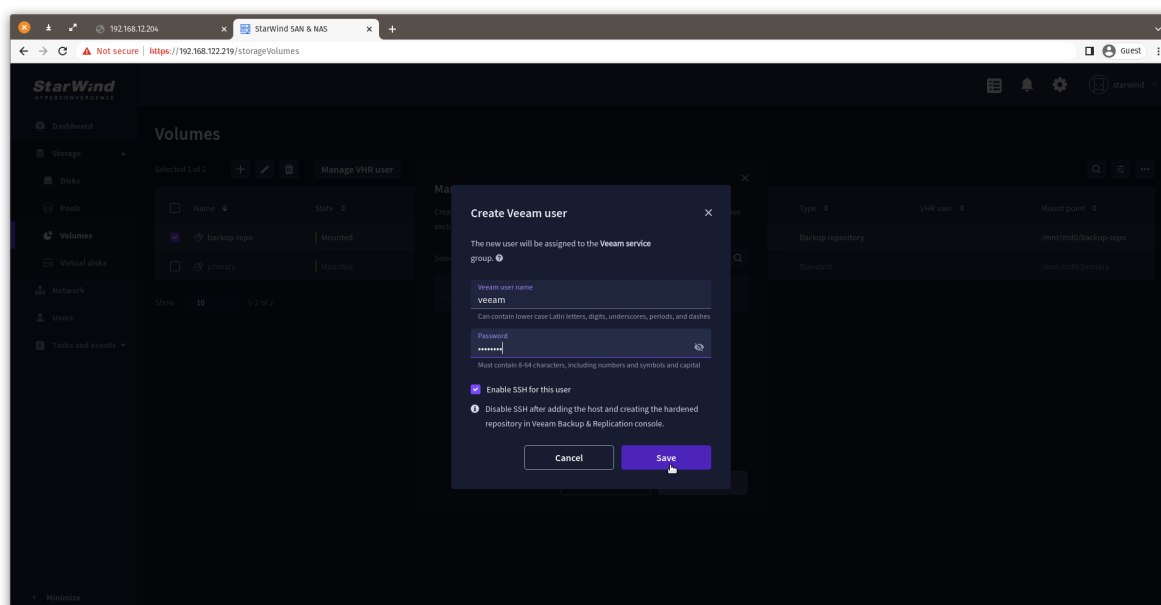 192.168.12.204
StarWind SAN & NAS
Not secure
https://192.168.122.219/storageVolumes
Guest
StarWind
HYPERCONVERGENCE
starwind
Dashboard
Storage
Disks
Pools
Volumes
Virtual disks
Network
Users
Tasks and events
Minimize
Volumes
Selected 1 of 2
Manage VHR user
Name
State
Type
VHR user
Mount point
backup-repo
Mounted
Backup repository
/mnt/md0/backup-repo
primary
Mounted
Standard
/mnt/md0/primary
Show
10
1-2 of 2
Create Veeam user
The new user will be assigned to the Veeam service
group.
Veeam user name
veeam
Can contain lower case Latin letters, digits, underscores, periods, and dashes
Password
••••••••
Must contain 8-64 characters, including numbers and symbols and capital
Enable SSH for this user
Disable SSH after adding the host and creating the hardened
repository in Veeam Backup & Replication console.
Cancel
Save